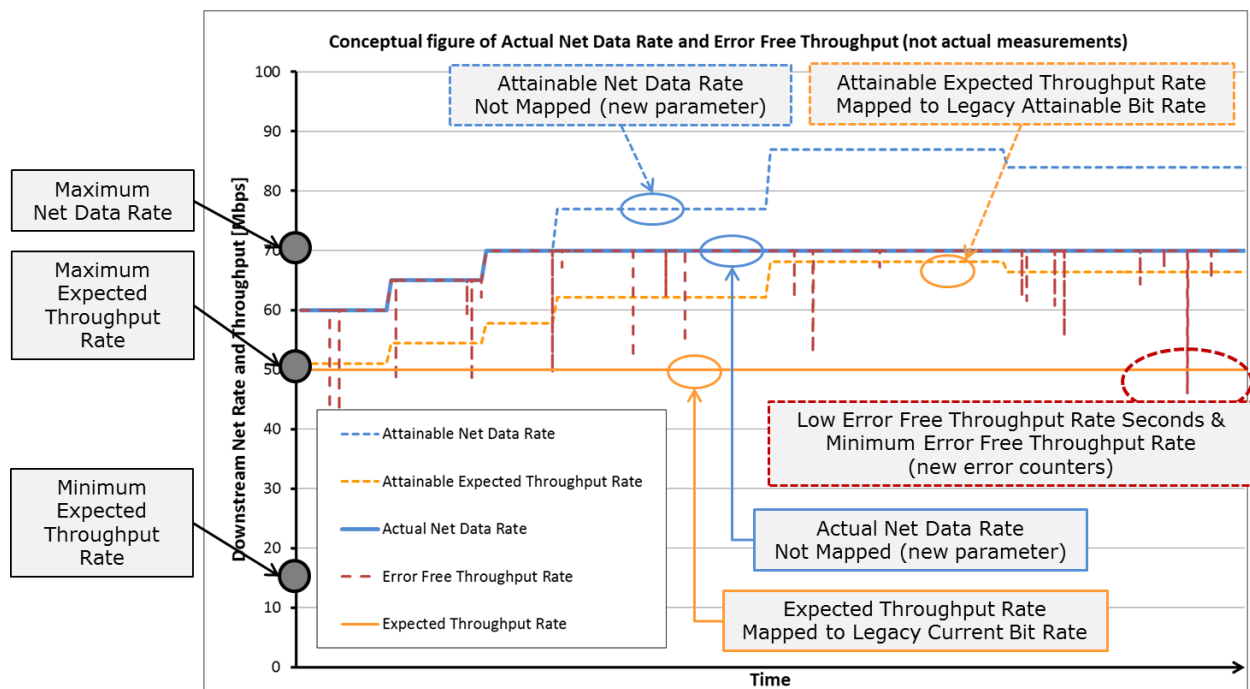 Conceptual figure of Actual Net Data Rate and Error Free Throughput (not actual measurements)
Attainable Net Data Rate
Not Mapped (new parameter)
Attainable Expected Throughput Rate
Mapped to Legacy Attainable Bit Rate
Maximum
Net Data Rate
Maximum
Expected
Throughput
Rate
Minimum
Expected
Throughput
Rate
Downstream Net Rate and Throughput [Mbps]
100
90
80
70
60
50
40
30
20
10
0
Attainable Net Data Rate
Attainable Expected Throughput Rate
Actual Net Data Rate
Error Free Throughput Rate
Expected Throughput Rate
Low Error Free Throughput Rate Seconds &
Minimum Error Free Throughput Rate
(new error counters)
Actual Net Data Rate
Not Mapped (new parameter)
Expected Throughput Rate
Mapped to Legacy Current Bit Rate
Time